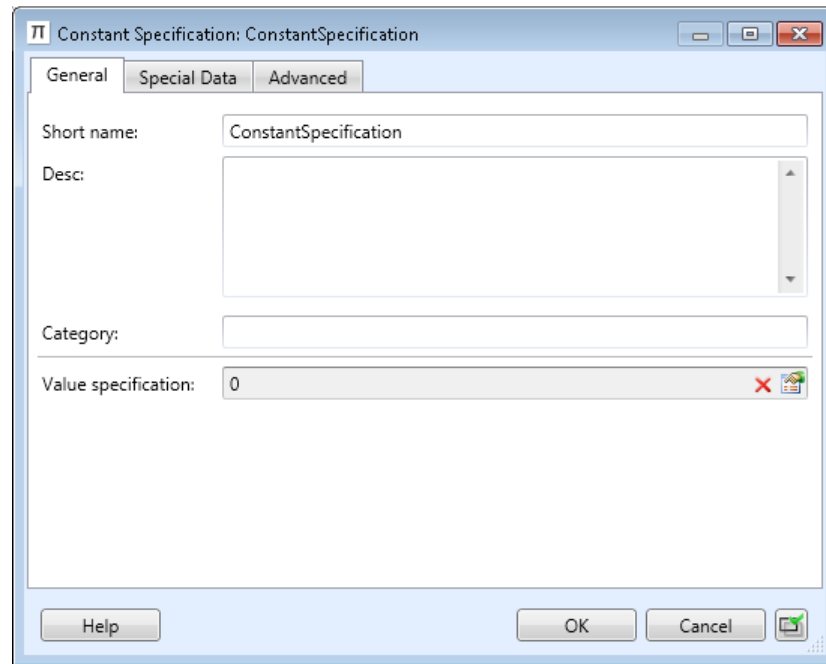 π Constant Specification: ConstantSpecification
General Special Data Advanced
Short name: ConstantSpecification
Desc:
Category:
Value specification: 0
Help OK Cancel